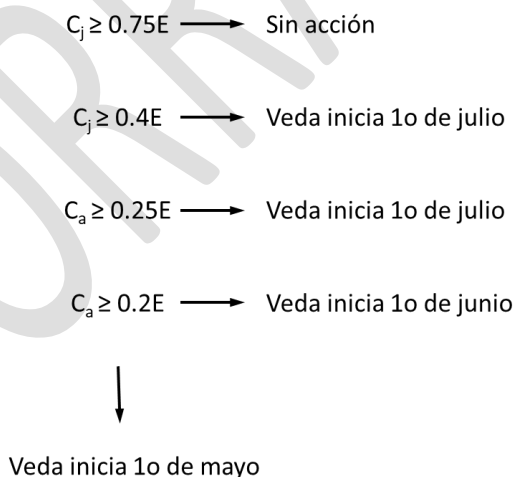 Cj ≥ 0.75E → Sin acción
Cj ≥ 0.4E → Veda inicia 1o de julio
Ca ≥ 0.25E → Veda inicia 1o de julio
Ca ≥ 0.2E → Veda inicia 1o de junio
Veda inicia 1o de mayo